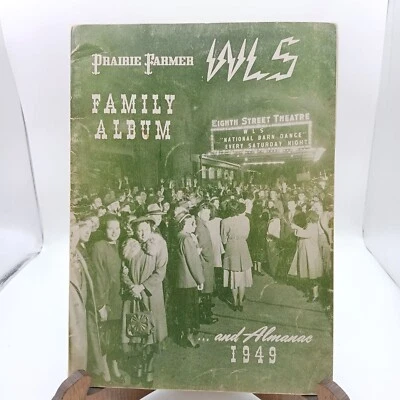 PRAIRIE FARMER WLS
FAMILY
ALBUM
EIGHTH STREET THEATRE
WLS
"NATIONAL BARN DANCE"
EVERY SATURDAY NIGHT
... and Almanac
1949